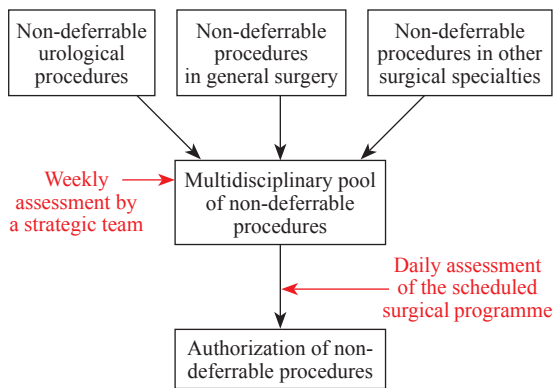 Non-deferrable
urological
procedures
Non-deferrable
procedures
in general surgery
Non-deferrable
procedures in other
surgical specialties
Weekly
assessment by
a strategic team
Multidisciplinary pool
of non-deferrable
procedures
Daily assessment
of the scheduled
surgical programme
Authorization of non-
deferrable procedures